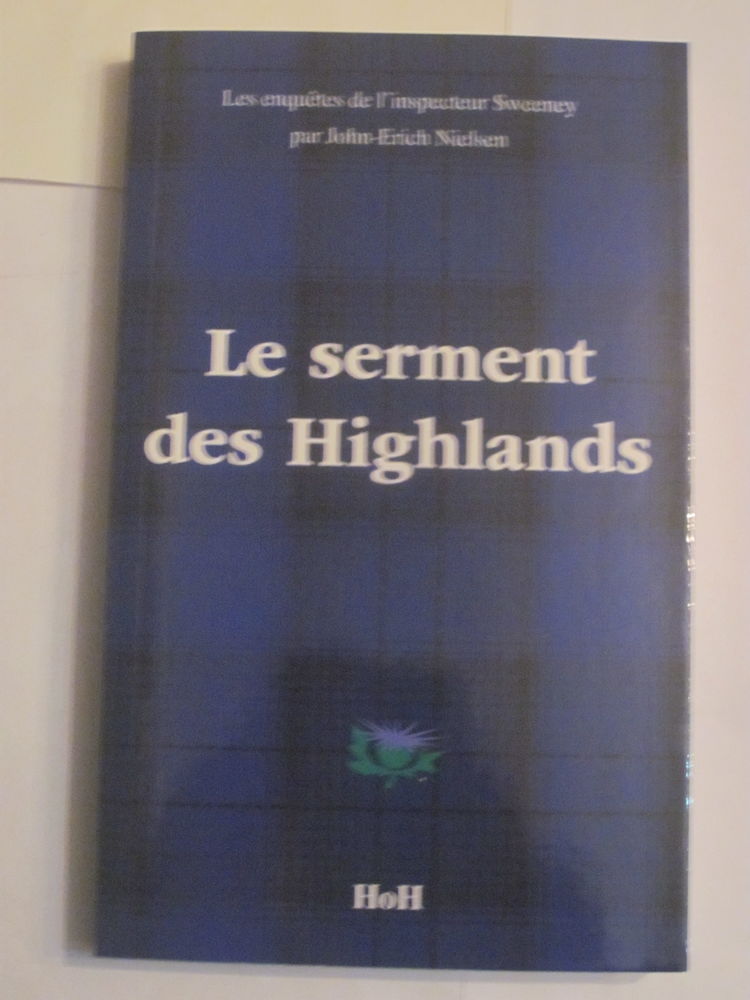 Les enquêtes de l'inspecteur Sweeney
par John-Erich Nielsen
Le serment
des Highlands
HoH